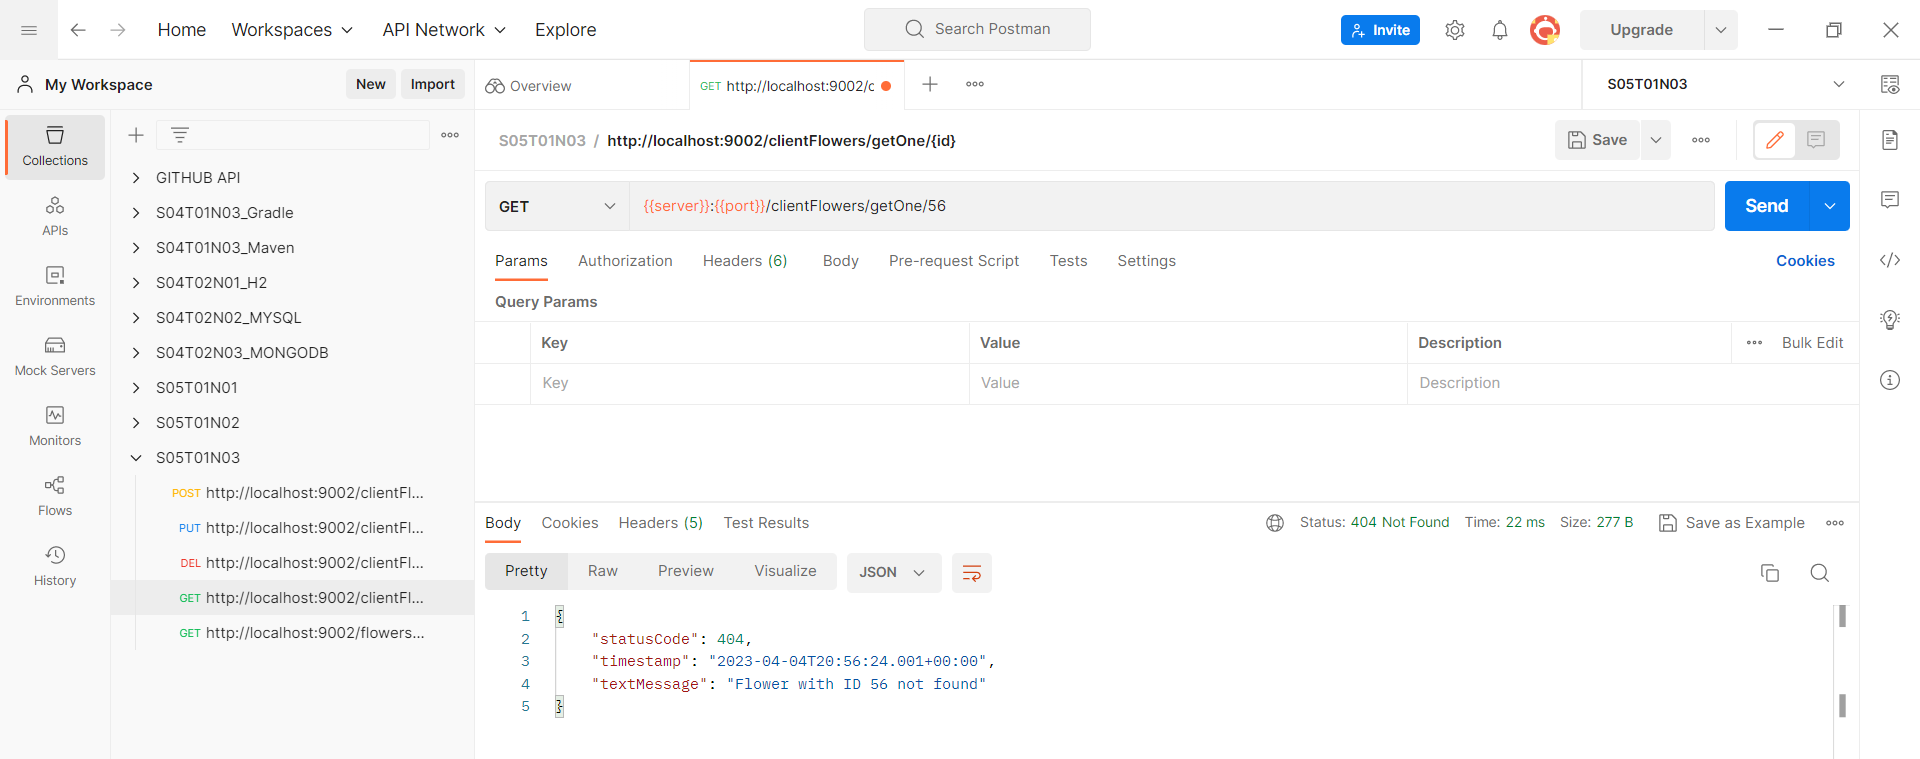 Home Workspaces API Network Explore Search Postman Invite Upgrade
My Workspace New Import Overview GET http://localhost:9002/c S05T01N03
Collections
APIs
Environments
Mock Servers
Monitors
Flows
History
GITHUB API
S04T01N03_Gradle
S04T01N03_Maven
S04T02N01_H2
S04T02N02_MYSQL
S04T02N03_MONGODB
S05T01N01
S05T01N02
S05T01N03
POST http://localhost:9002/clientFl...
PUT http://localhost:9002/clientFl...
DEL http://localhost:9002/clientFl...
GET http://localhost:9002/clientFl...
GET http://localhost:9002/flowers...
S05T01N03 / http://localhost:9002/clientFlowers/getOne/{id} Save
GET {{server}}:{{port}}/clientFlowers/getOne/56 Send
Params Authorization Headers (6) Body Pre-request Script Tests Settings Cookies
Query Params
Key Value Description Bulk Edit
Key Value Description
Body Cookies Headers (5) Test Results Status: 404 Not Found Time: 22 ms Size: 277 B Save as Example
Pretty Raw Preview Visualize JSON
1 {
2 "statusCode": 404,
3 "timestamp": "2023-04-04T20:56:24.001+00:00",
4 "textMessage": "Flower with ID 56 not found"
5 }